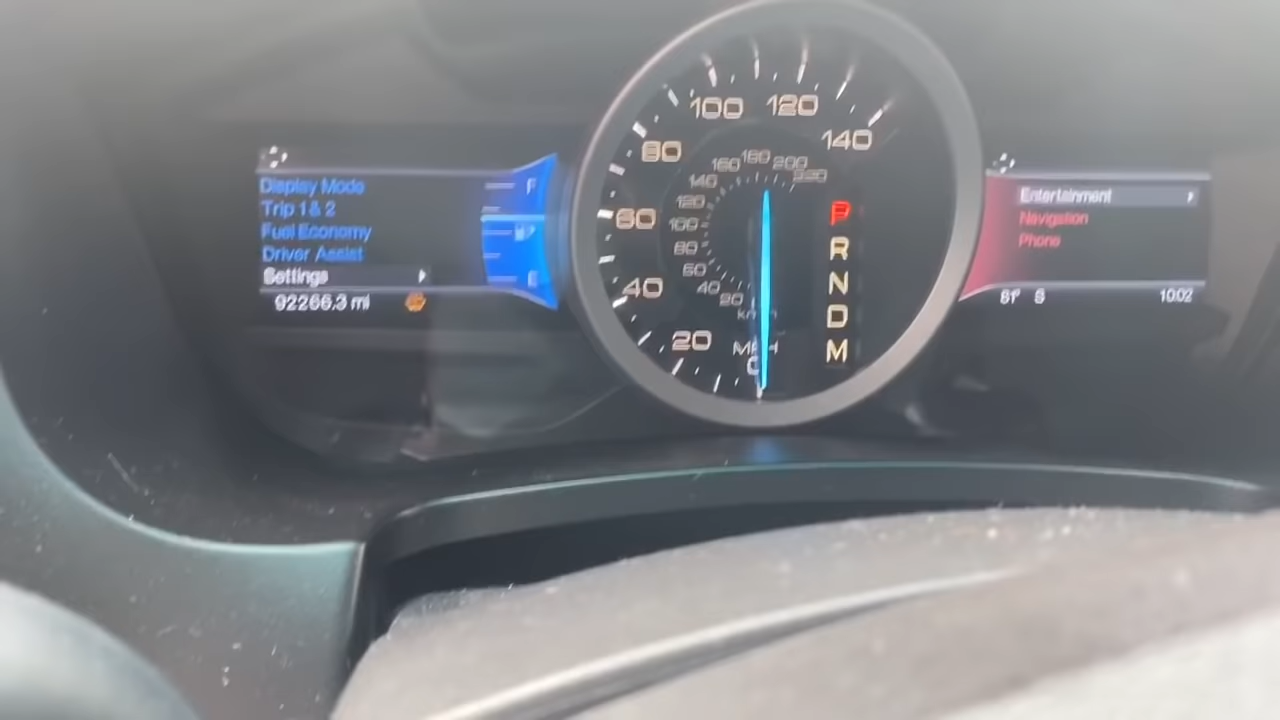 Display Mode
Trip 1 & 2
Fuel Economy
Driver Assist
Settings
92266.3 mi
F
E
0
20
40
60
80
100
120
140
MPH
20
40
60
80
100
120
140
160
180
200
220
km/h
P
R
N
D
M
Entertainment
Navigation
Phone
81° S
10:02